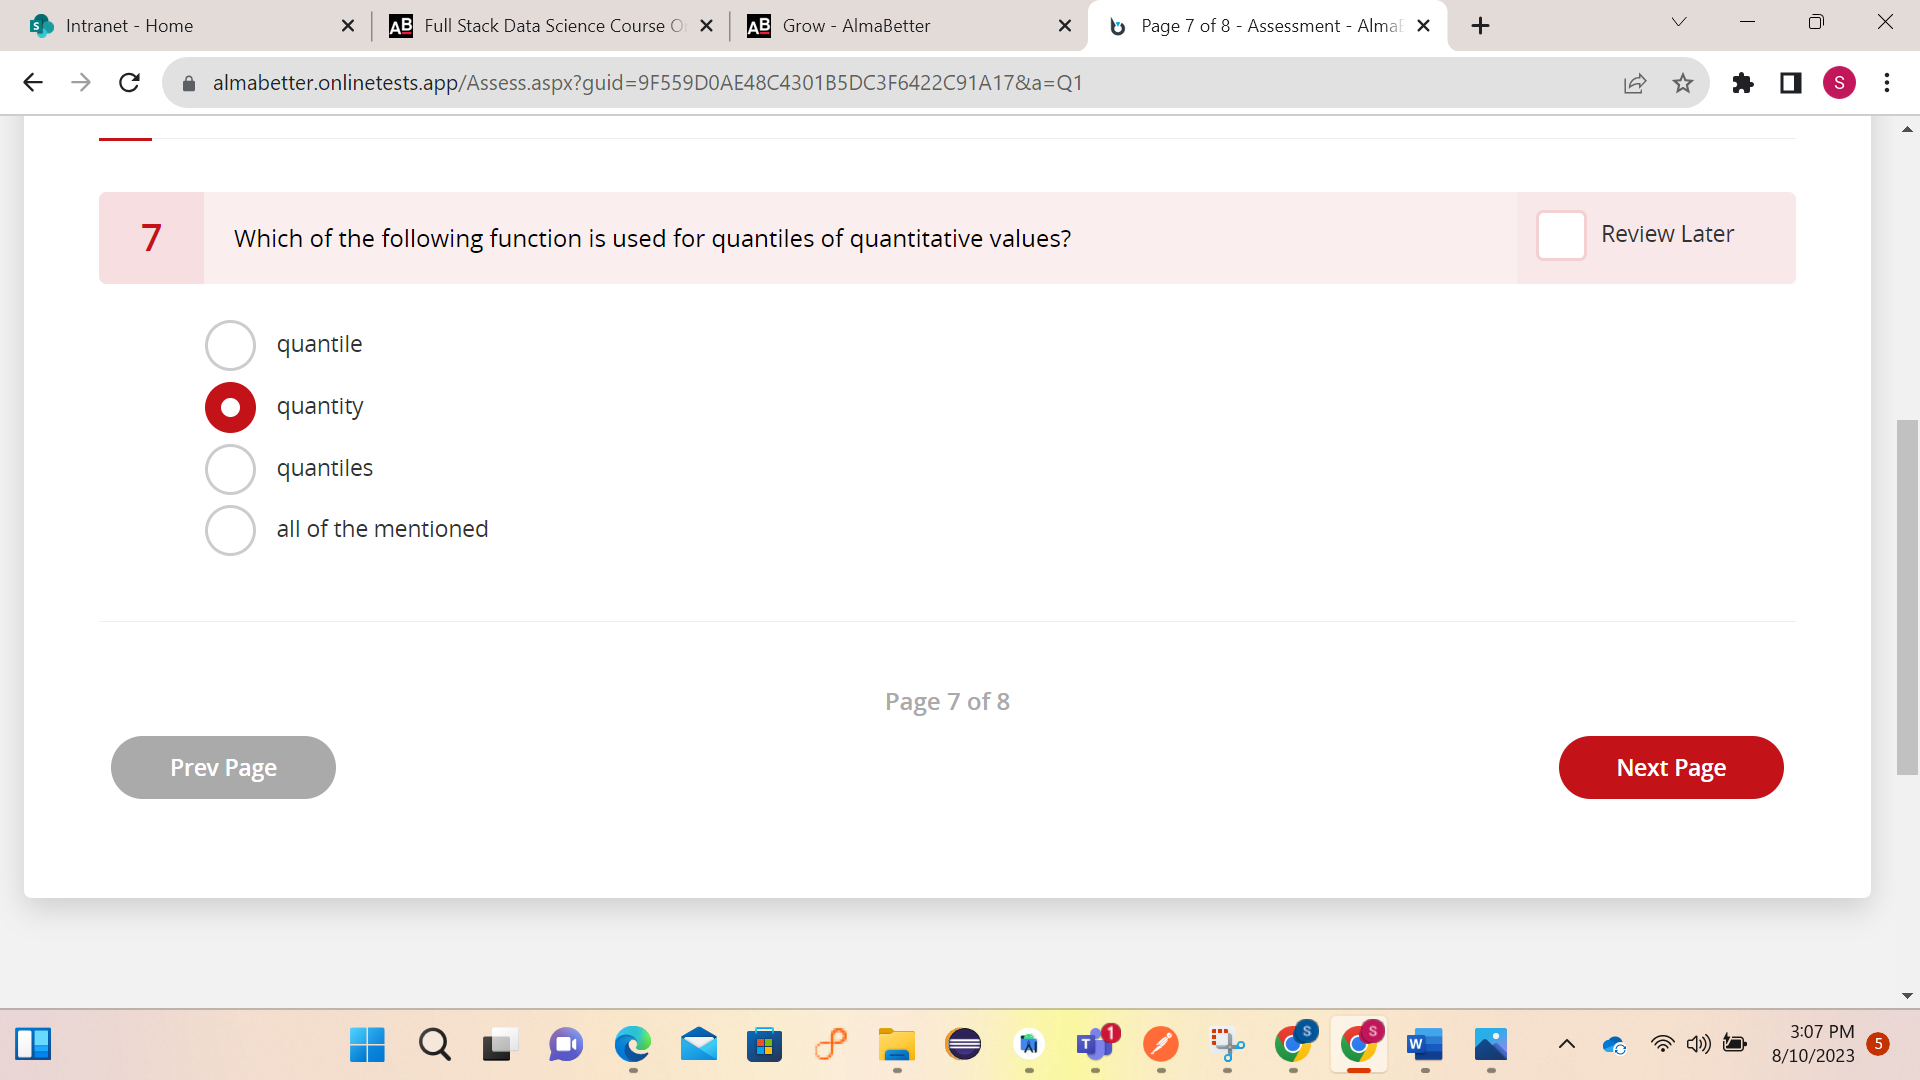 Intranet - Home
AB
Full Stack Data Science Course O
AB
Grow - AlmaBetter
Page 7 of 8 - Assessment - Alma
almabetter.onlinetests.app/Assess.aspx?guid=9F559D0AE48C4301B5DC3F6422C91A17&a=Q1
S
7
Which of the following function is used for quantiles of quantitative values?
Review Later
quantile
quantity
quantiles
all of the mentioned
Page 7 of 8
Prev Page
Next Page
1
S
S
W
3:07 PM
8/10/2023
5